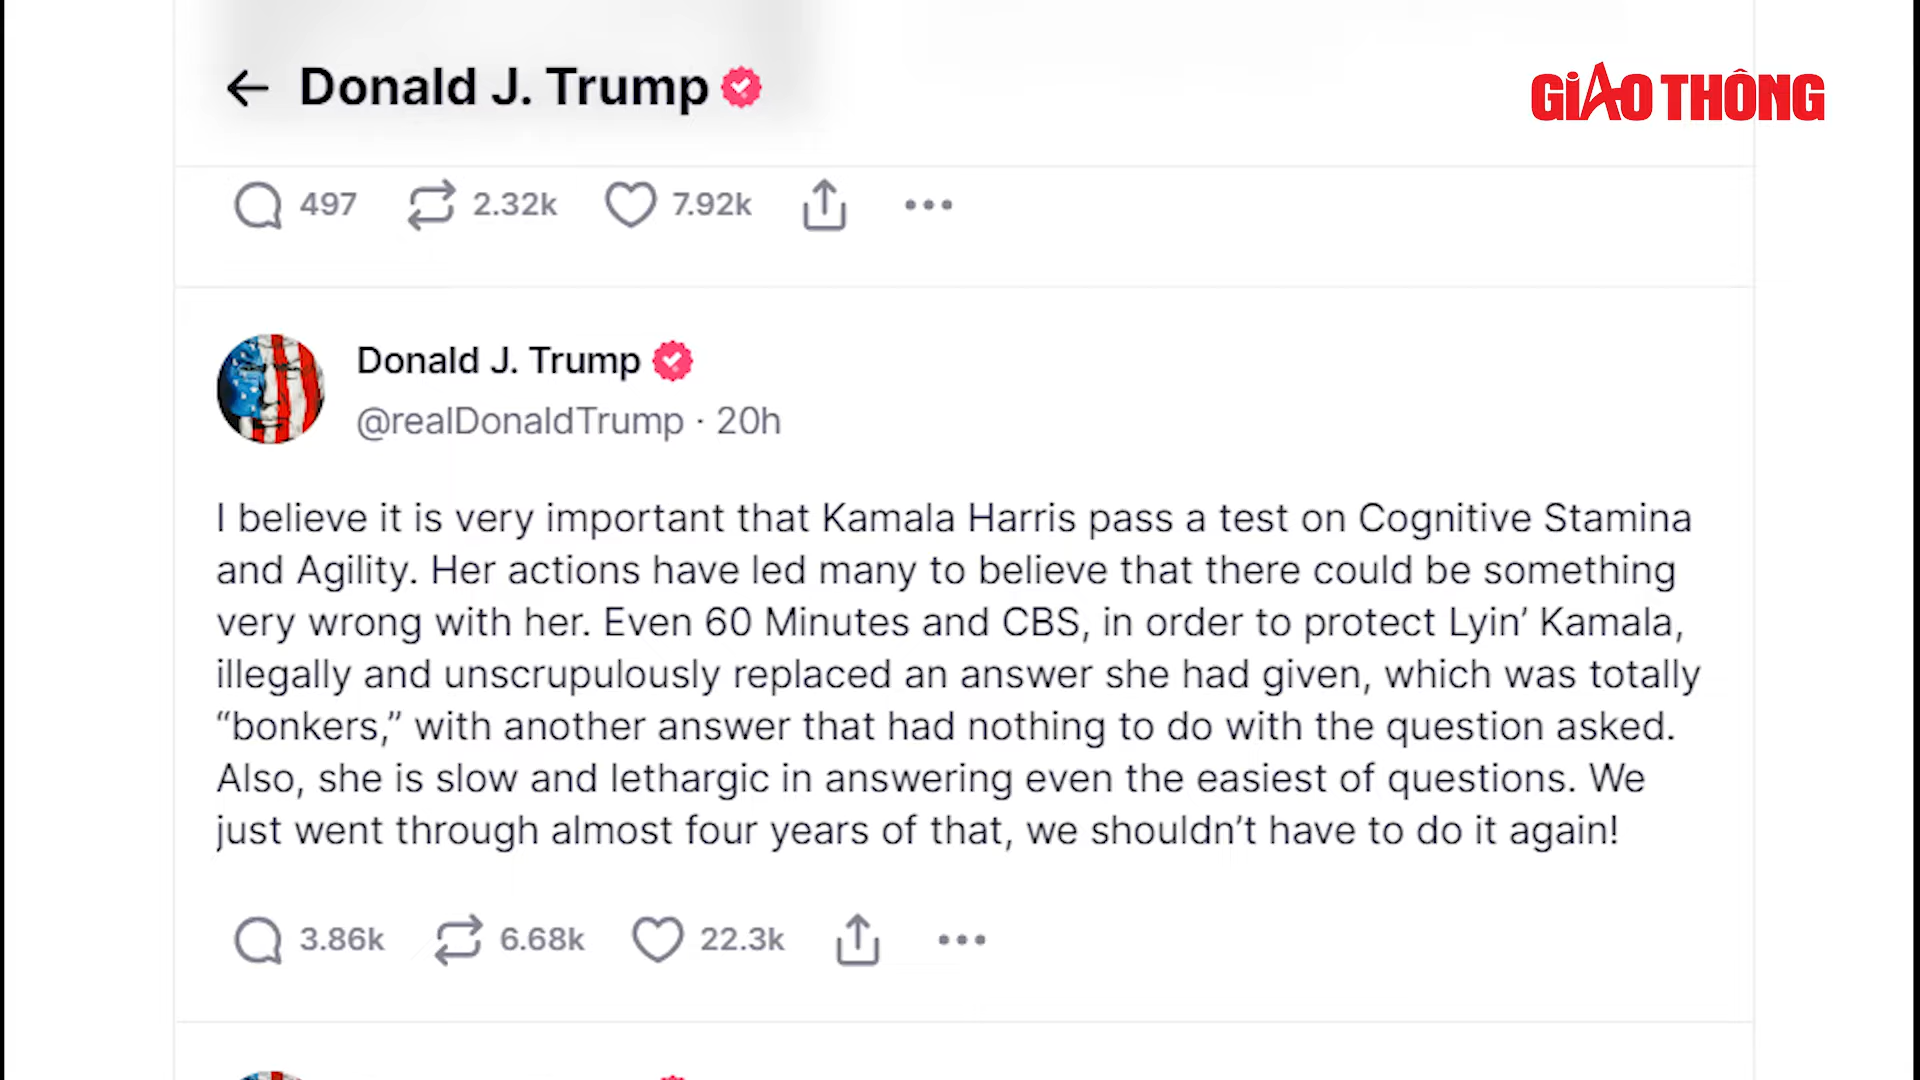 Donald J. Trump
GIAO THÔNG
497 2.32k 7.92k
Donald J. Trump
@realDonaldTrump · 20h
I believe it is very important that Kamala Harris pass a test on Cognitive Stamina
and Agility. Her actions have led many to believe that there could be something
very wrong with her. Even 60 Minutes and CBS, in order to protect Lyin’ Kamala,
illegally and unscrupulously replaced an answer she had given, which was totally
“bonkers,” with another answer that had nothing to do with the question asked.
Also, she is slow and lethargic in answering even the easiest of questions. We
just went through almost four years of that, we shouldn’t have to do it again!
3.86k 6.68k 22.3k